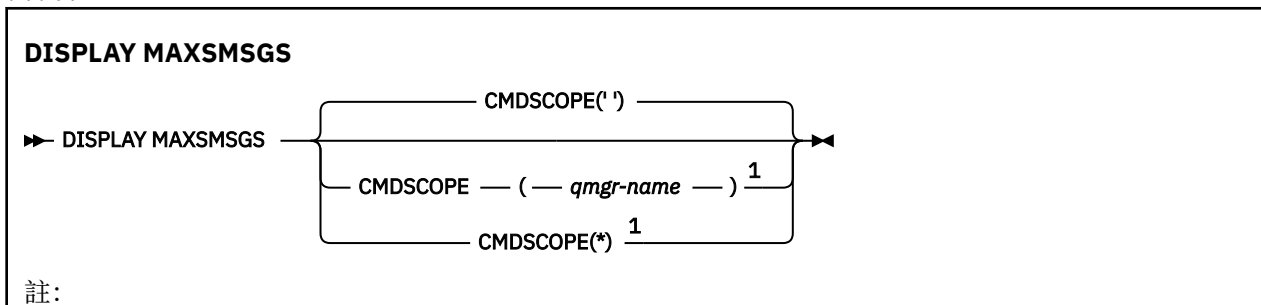 DISPLAY MAXSMSGS
CMDSCOPE(' ')
DISPLAY MAXSMSGS
CMDSCOPE ( qmgr-name ) 1
CMDSCOPE(*) 1
註: